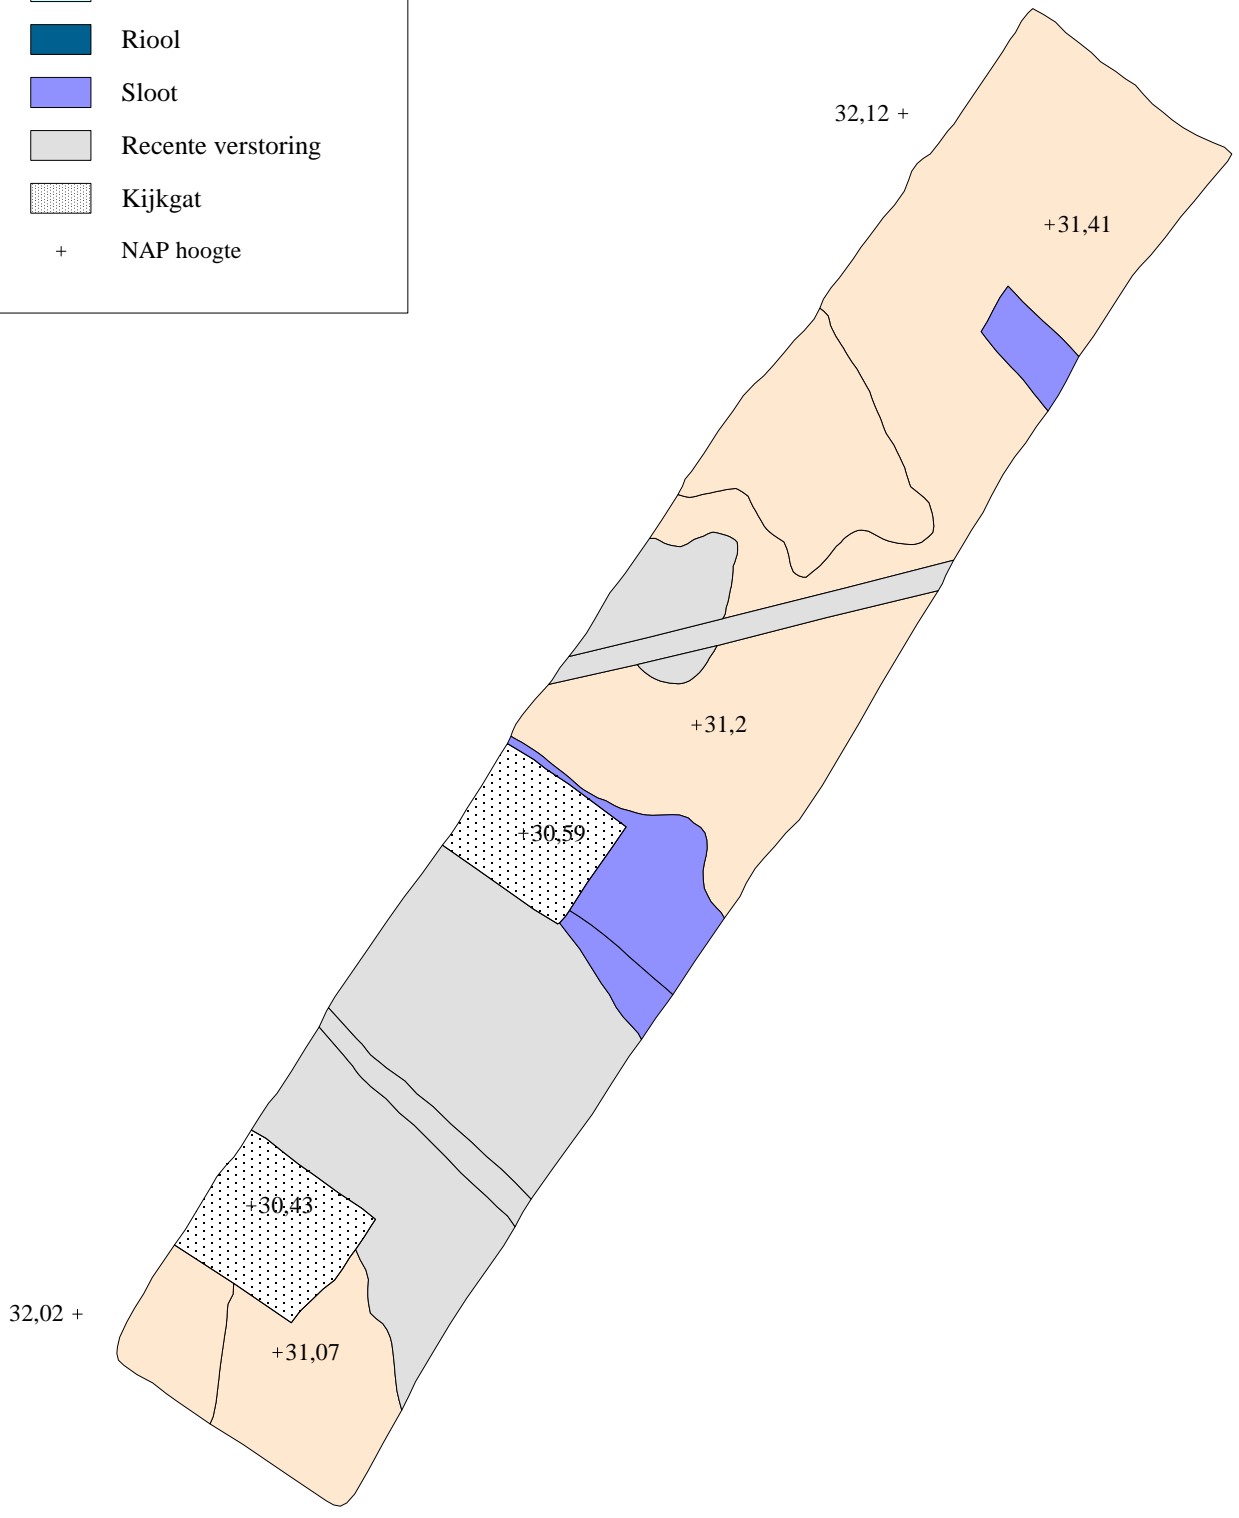 Riool
Sloot
Recente verstoring
Kijkgat
+ NAP hoogte
32,12 +
+31,41
+31,2
+30,59
+30,43
32,02 +
+31,07